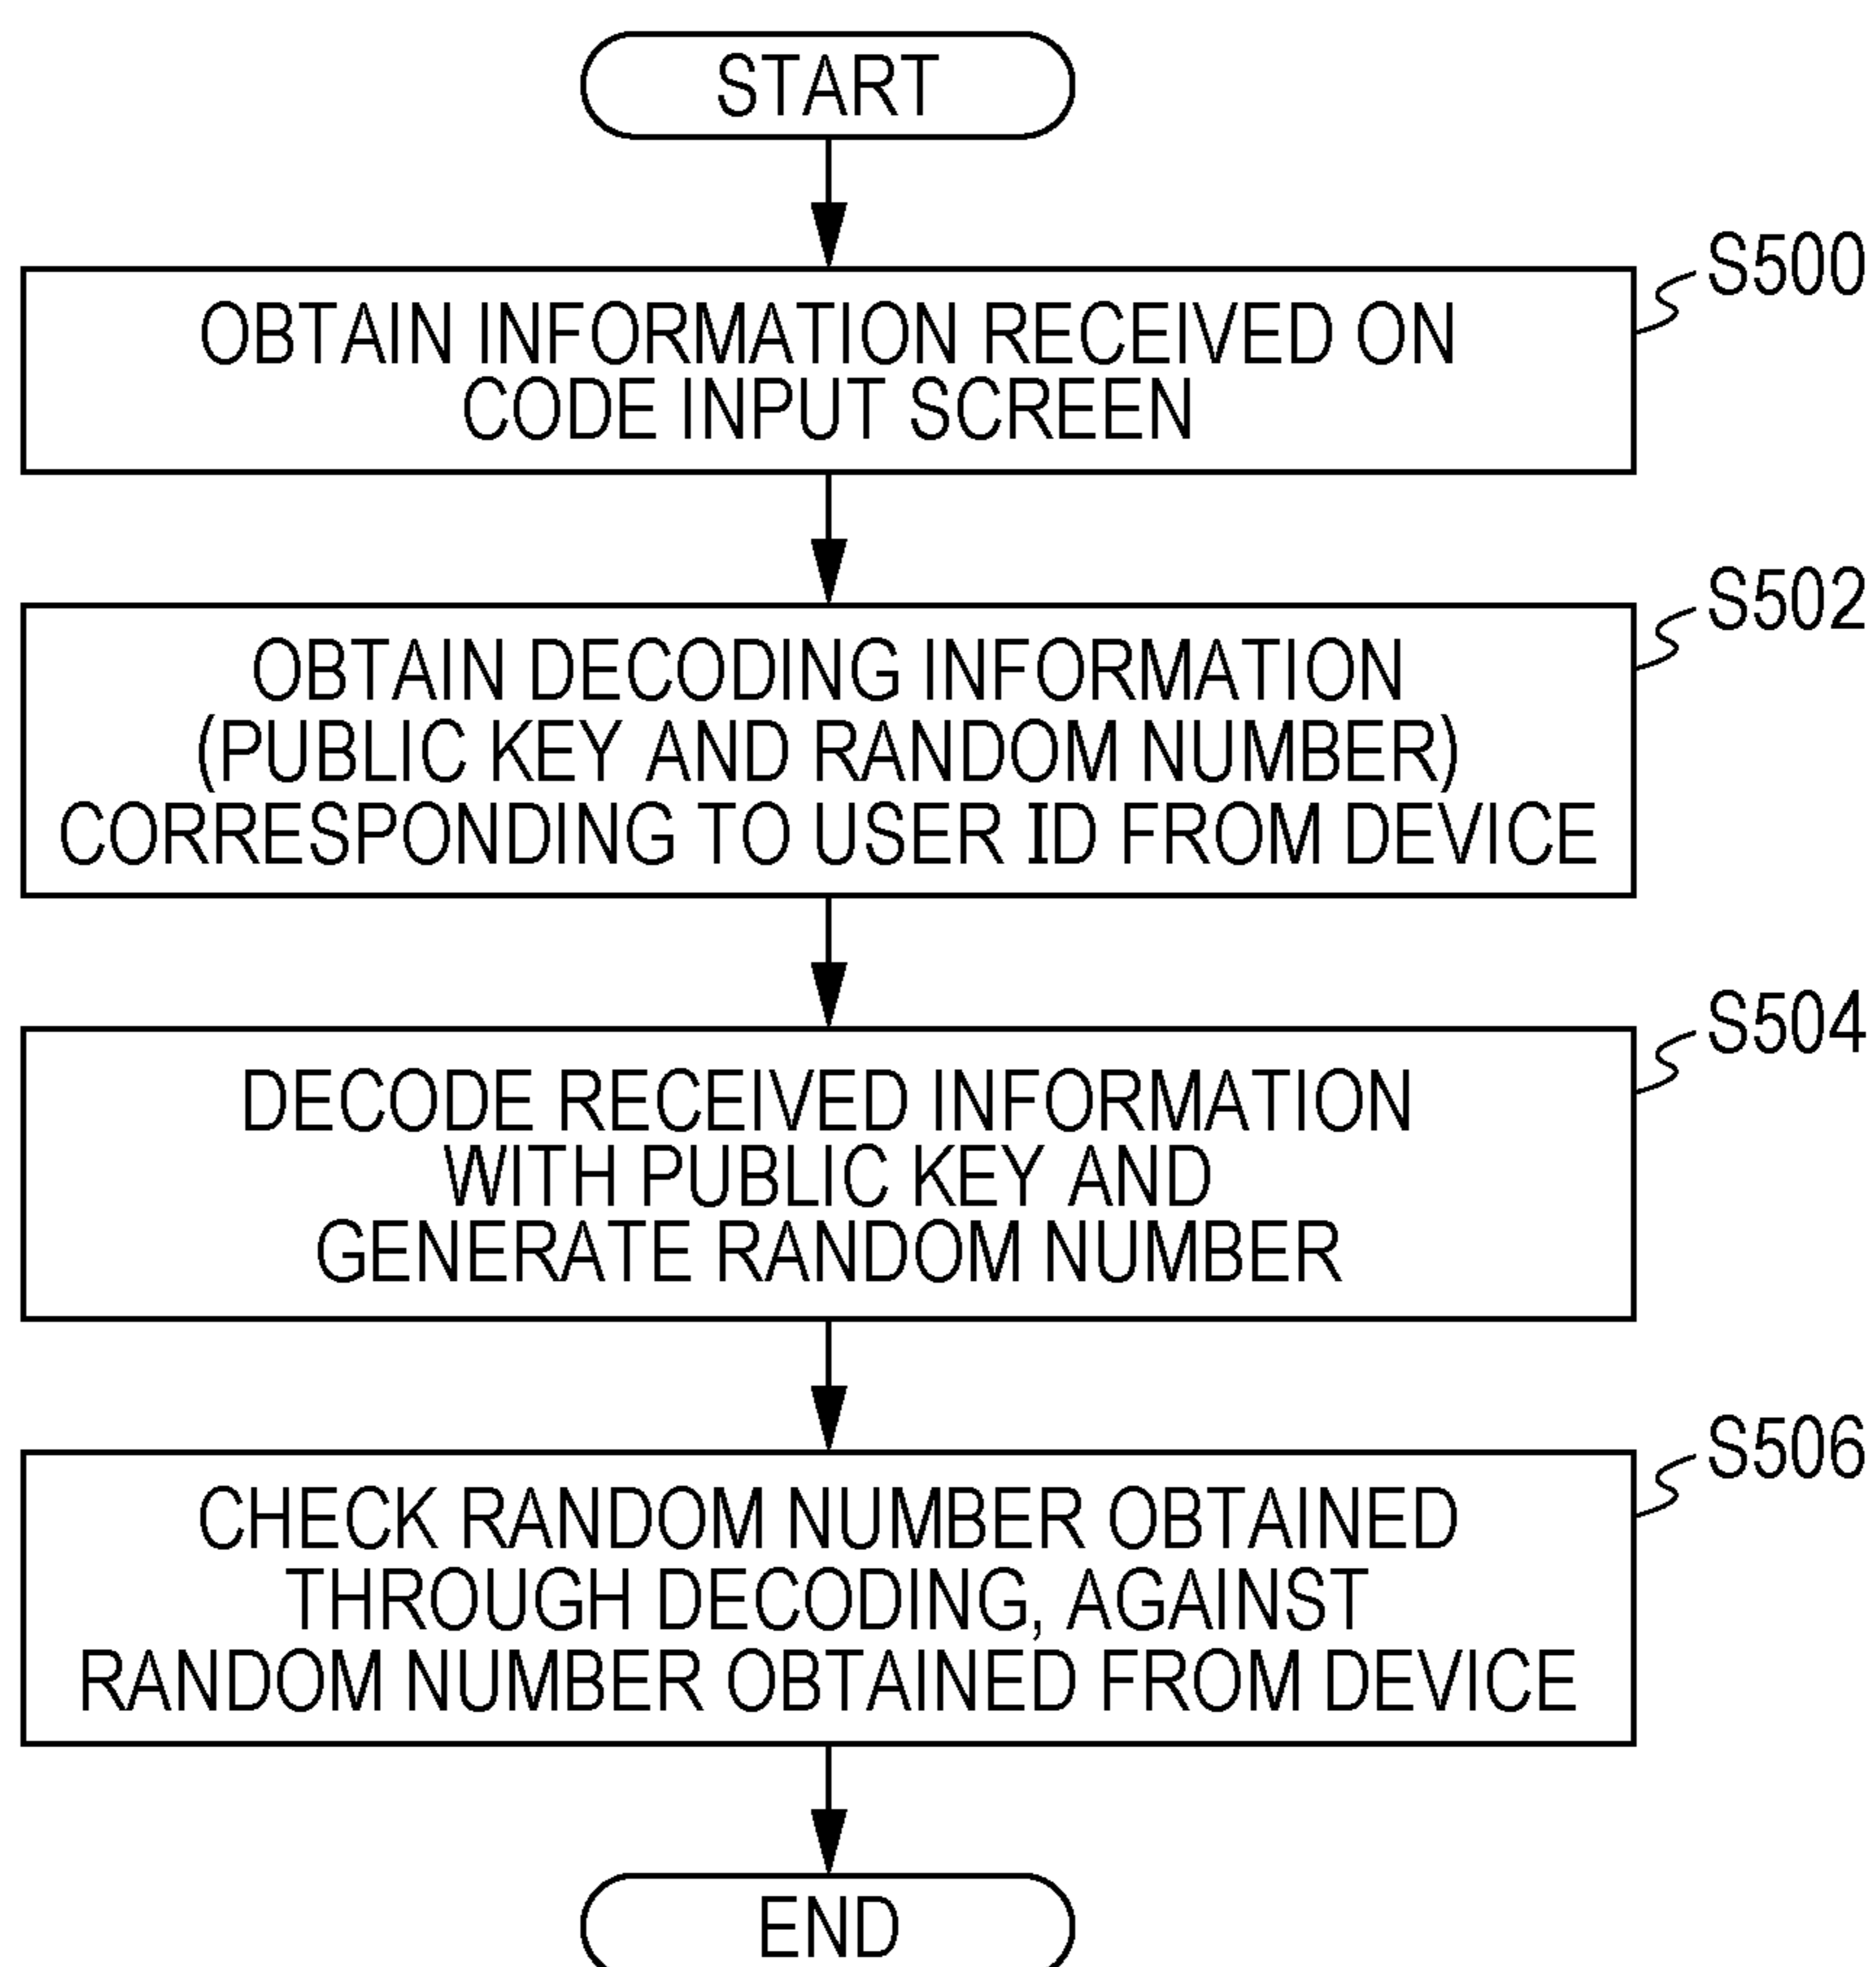 START
S500
OBTAIN INFORMATION RECEIVED ON
CODE INPUT SCREEN
S502
OBTAIN DECODING INFORMATION
(PUBLIC KEY AND RANDOM NUMBER)
CORRESPONDING TO USER ID FROM DEVICE
S504
DECODE RECEIVED INFORMATION
WITH PUBLIC KEY AND
GENERATE RANDOM NUMBER
S506
CHECK RANDOM NUMBER OBTAINED
THROUGH DECODING, AGAINST
RANDOM NUMBER OBTAINED FROM DEVICE
END